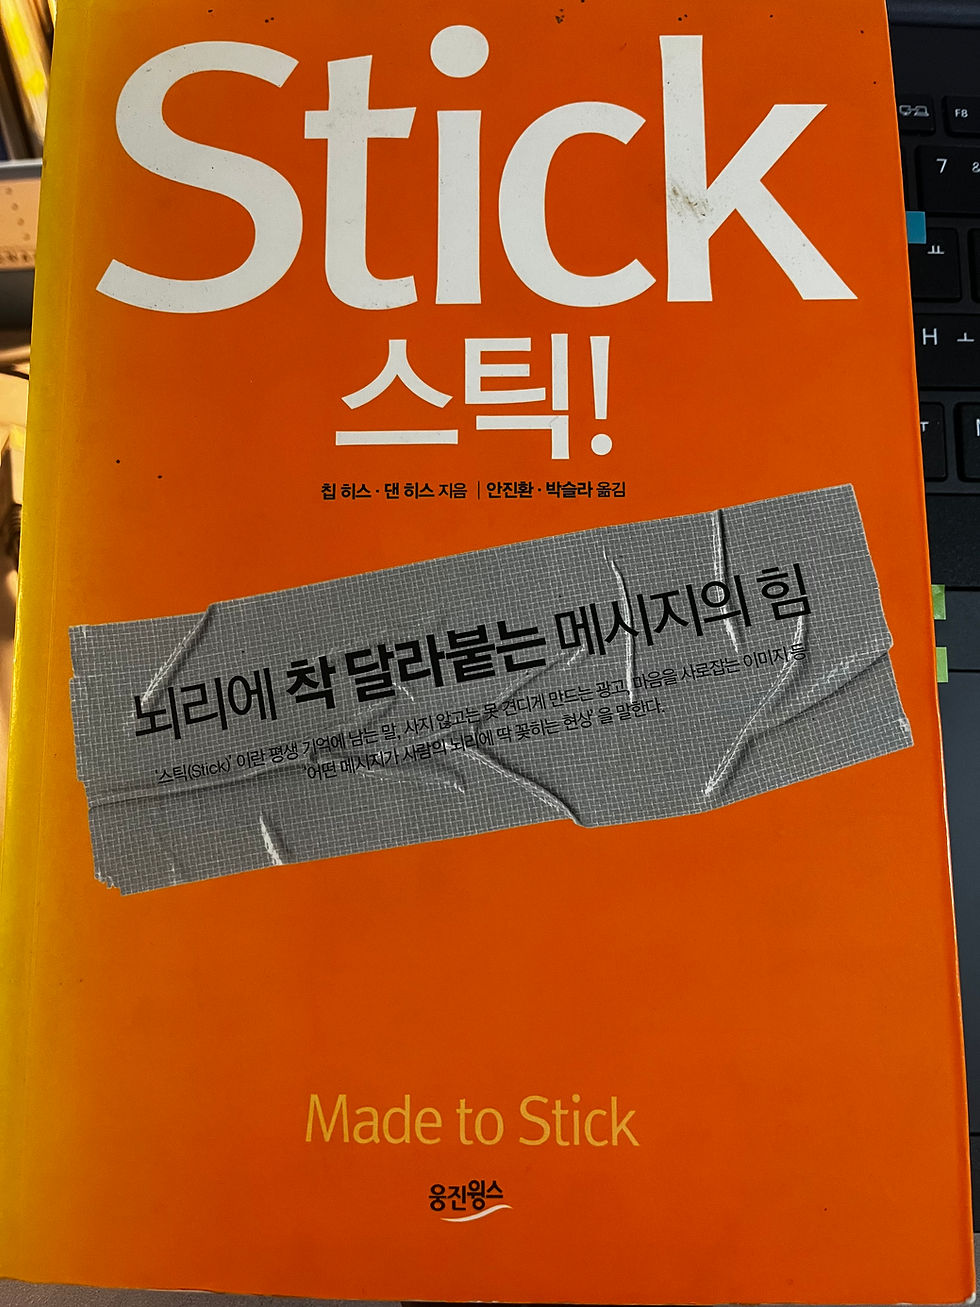 Stick
스틱!
칩 히스 · 댄 히스 지음 | 안진환 · 박슬라 옮김
뇌리에 착 달라붙는 메시지의 힘
'스틱(Stick)' 이란 평생 기억에 남는 말, 사지 않고는 못 견디게 만드는 광고, 마음을 사로잡는 이미지 등
'어떤 메시지가 사람의 뇌리에 딱 꽂히는 현상' 을 말한다.
Made to Stick
웅진윙스
F8
7
ㅛ
H ㅗ